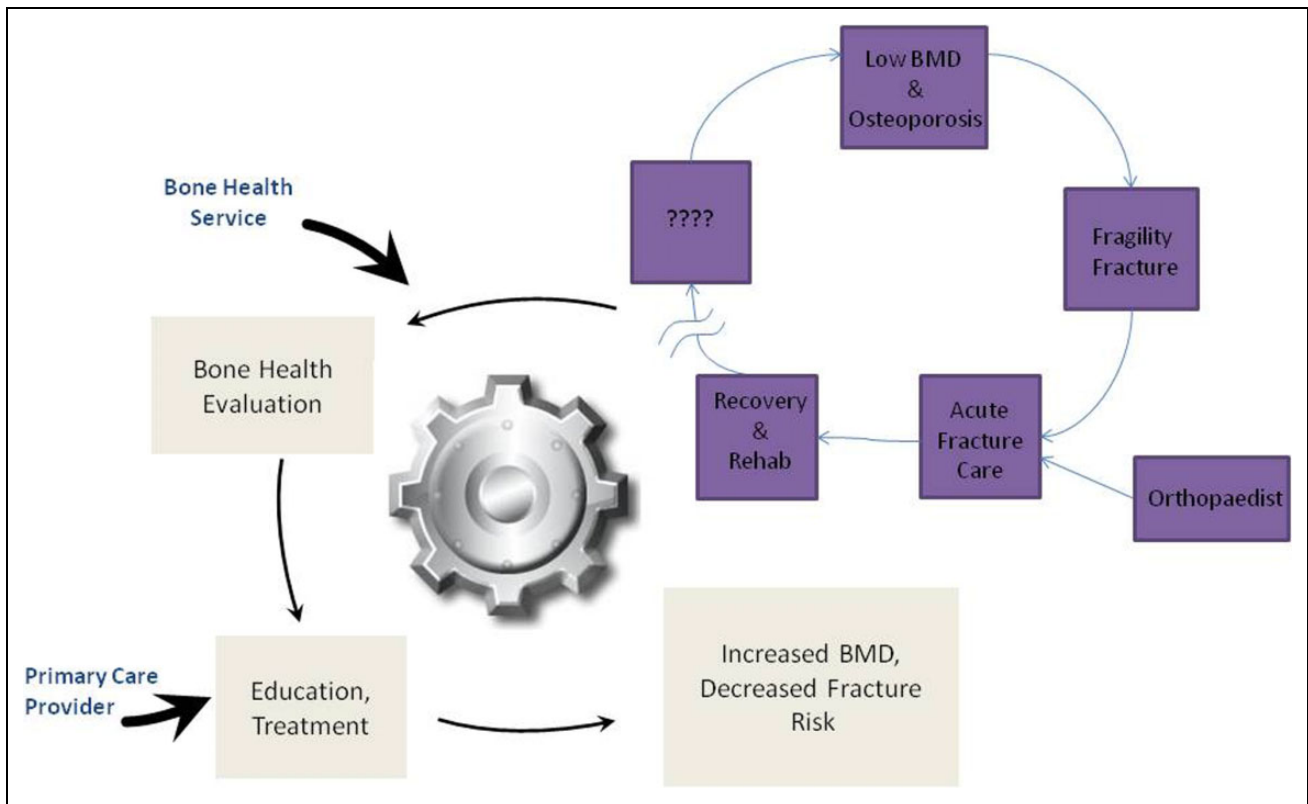 Low BMD
&
Osteoporosis
Bone Health
Service
????
Fragility
Fracture
Bone Health
Evaluation
Recovery
&
Rehab
Acute
Fracture
Care
Orthopaedist
Primary Care
Provider
Education,
Treatment
Increased BMD,
Decreased Fracture
Risk